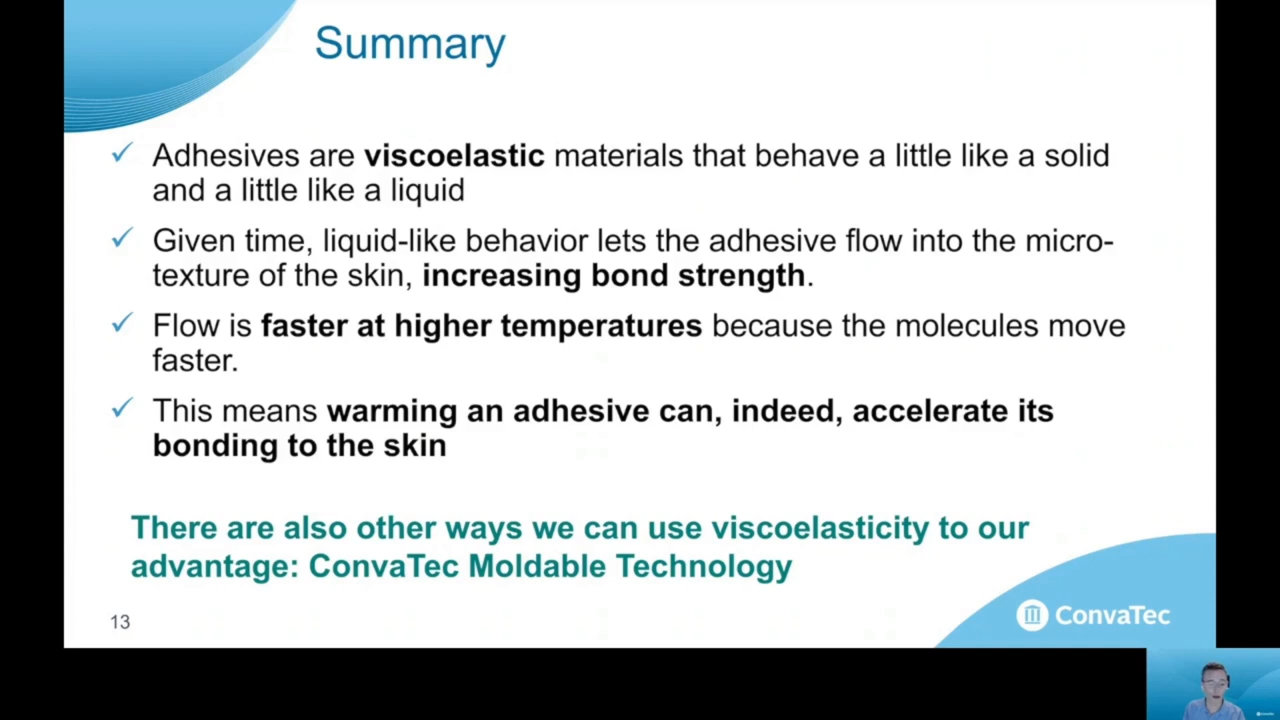 Summary
Adhesives are viscoelastic materials that behave a little like a solid
and a little like a liquid
Given time, liquid-like behavior lets the adhesive flow into the micro-
texture of the skin, increasing bond strength.
Flow is faster at higher temperatures because the molecules move
faster.
This means warming an adhesive can, indeed, accelerate its
bonding to the skin
There are also other ways we can use viscoelasticity to our
advantage: ConvaTec Moldable Technology
13
ConvaTec